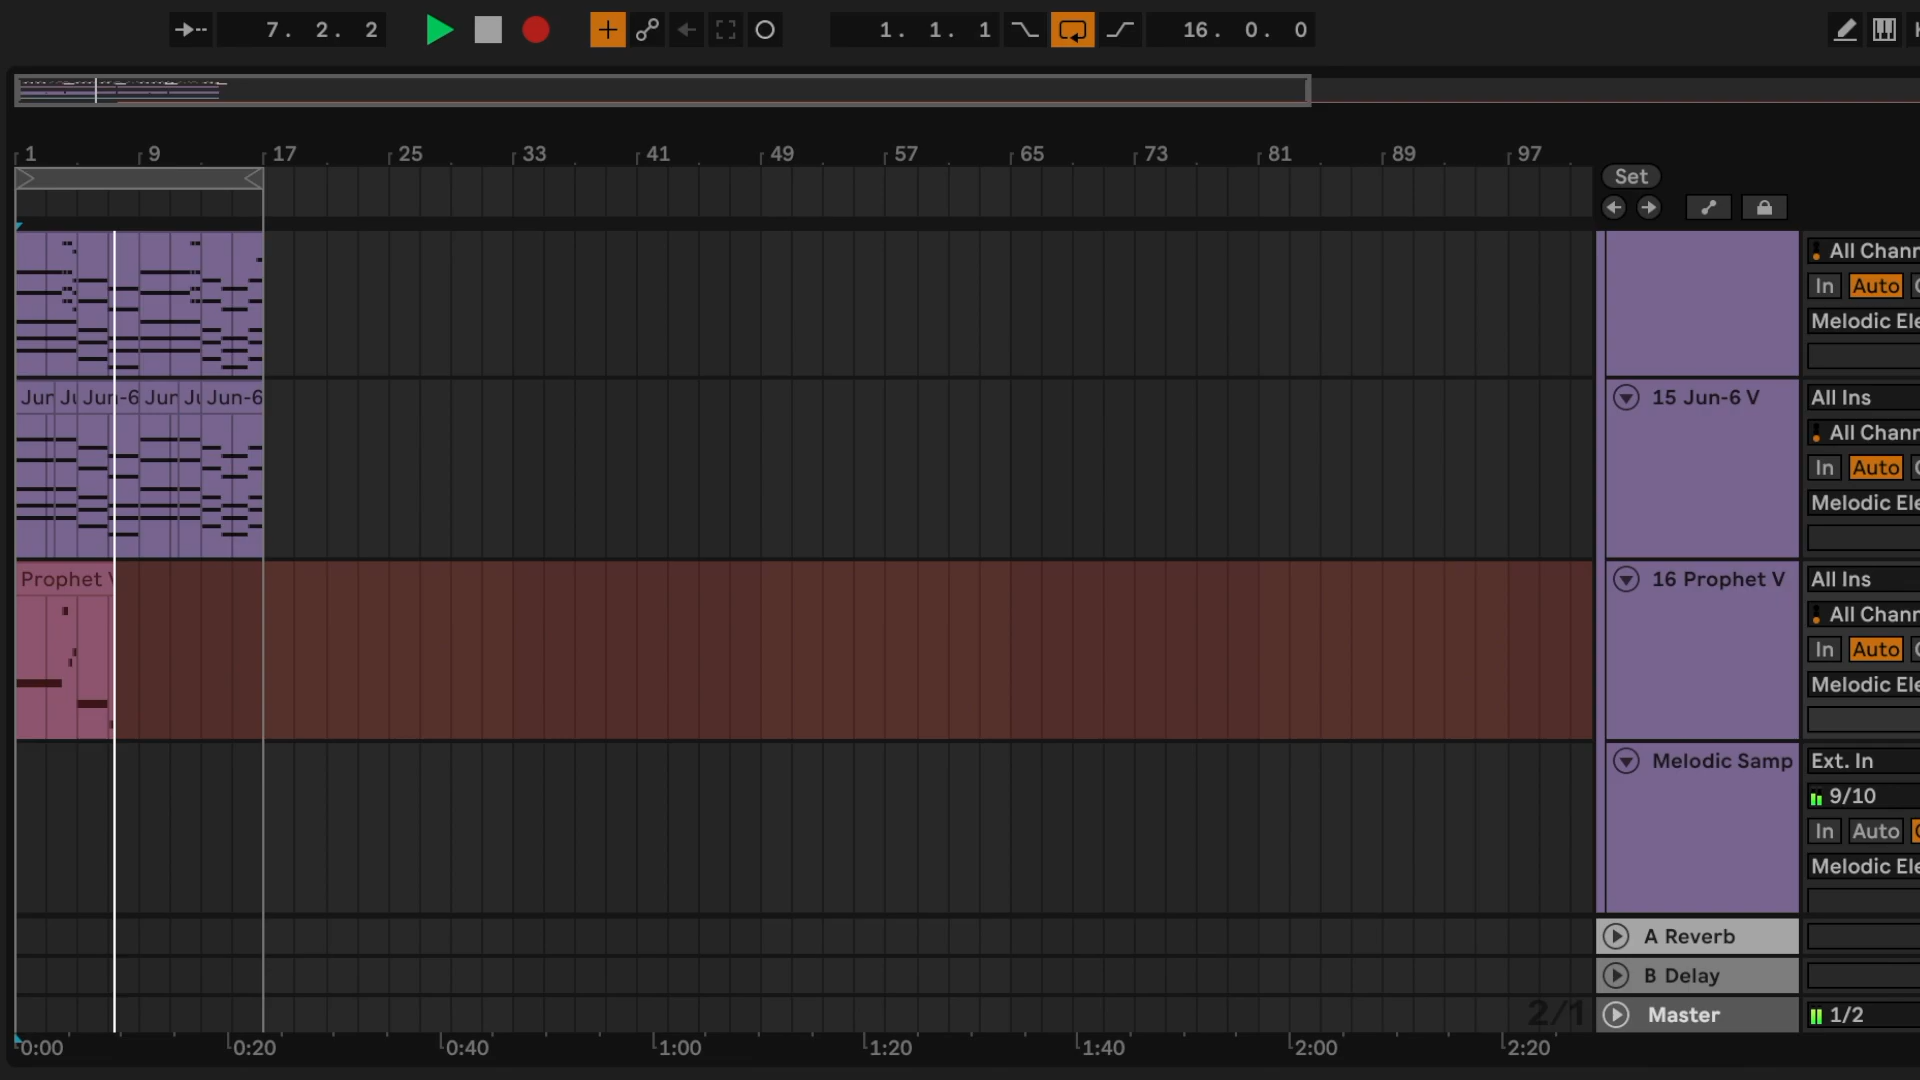 7. 2. 2
1. 1. 1
16. 0. 0
1 9 17 25 33 41 49 57 65 73 81 89 97
Set
All Chann
In Auto
Melodic Ele
Jun-6 Jun-6
15 Jun-6 V
All Ins
All Chann
In Auto
Melodic Ele
Prophet V
16 Prophet V
All Ins
All Chann
In Auto
Melodic Ele
Melodic Samp
Ext. In
9/10
In Auto
Melodic Ele
A Reverb
B Delay
2/1
Master
1/2
0:00 0:20 0:40 1:00 1:20 1:40 2:00 2:20